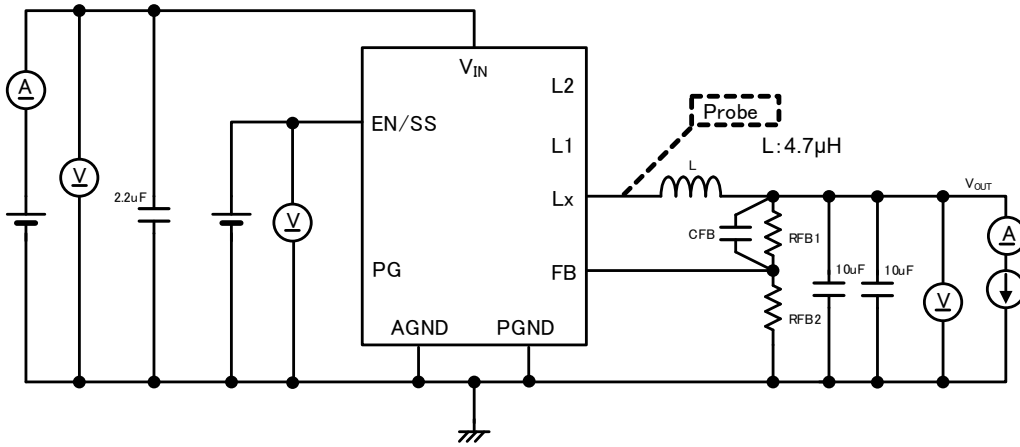 VIN
L2
A
Probe
EN/SS
L1
L:4.7µH
V
L
2.2uF
Lx
VOUT
V
CFB
RFB1
A
PG
FB
10uF
10uF
V
RFB2
AGND
PGND